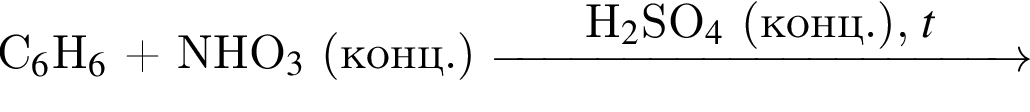 C₆H₆ + NHO₃ (конц.) H₂SO₄ (конц.), t →